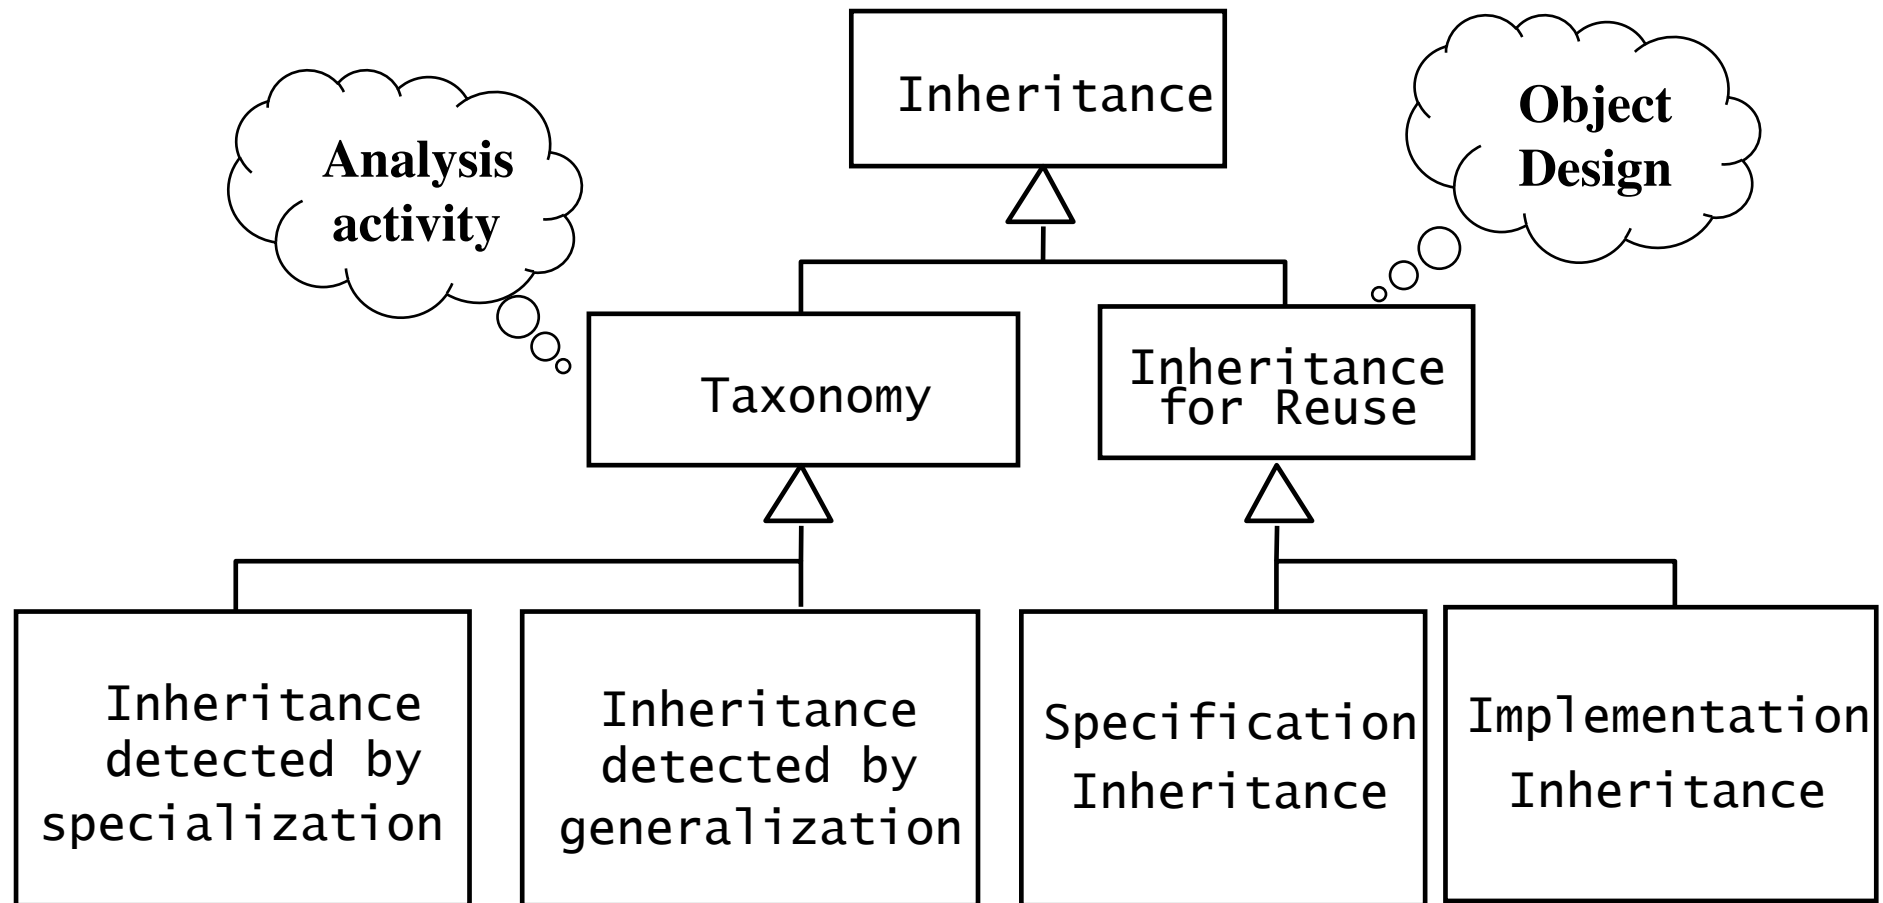 Inheritance
Object
Design
Analysis
activity
Taxonomy
Inheritance
for Reuse
Inheritance
detected by
specialization
Inheritance
detected by
generalization
Specification
Inheritance
Implementation
Inheritance